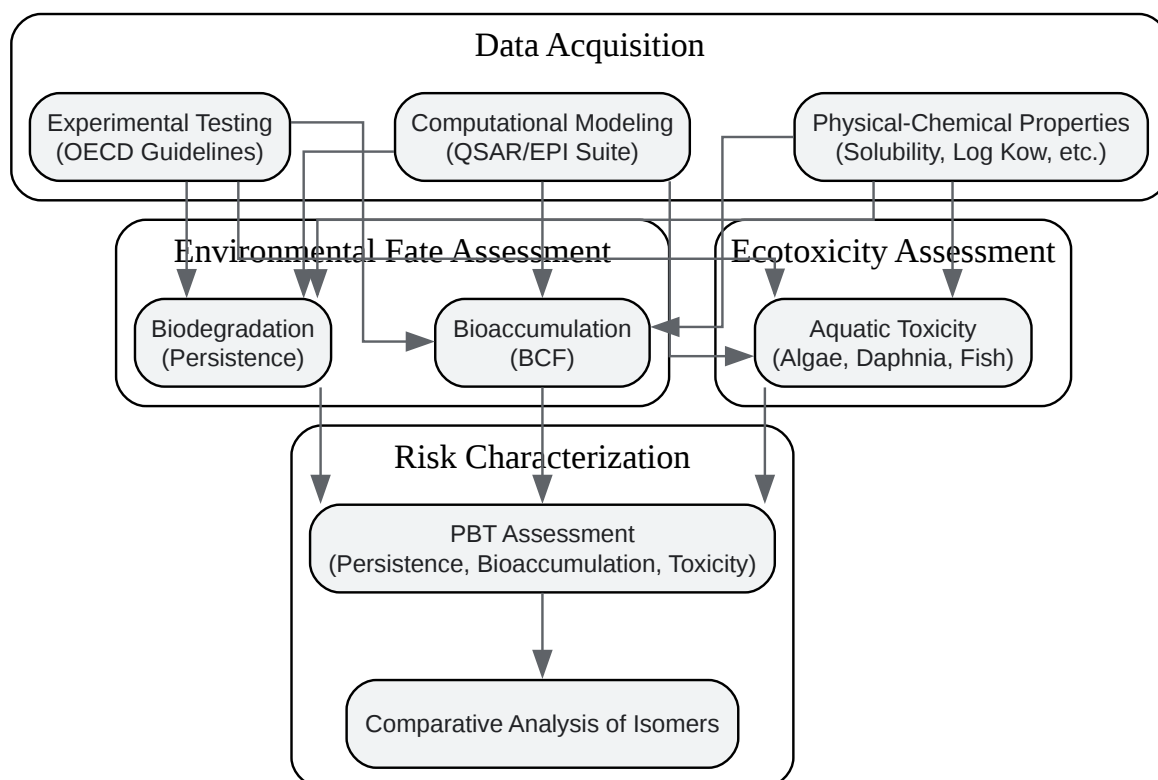 Data Acquisition
Experimental Testing
(OECD Guidelines)
Computational Modeling
(QSAR/EPI Suite)
Physical-Chemical Properties
(Solubility, Log Kow, etc.)
Environmental Fate Assessment
Ecotoxicity Assessment
Biodegradation
(Persistence)
Bioaccumulation
(BCF)
Aquatic Toxicity
(Algae, Daphnia, Fish)
Risk Characterization
PBT Assessment
(Persistence, Bioaccumulation, Toxicity)
Comparative Analysis of Isomers